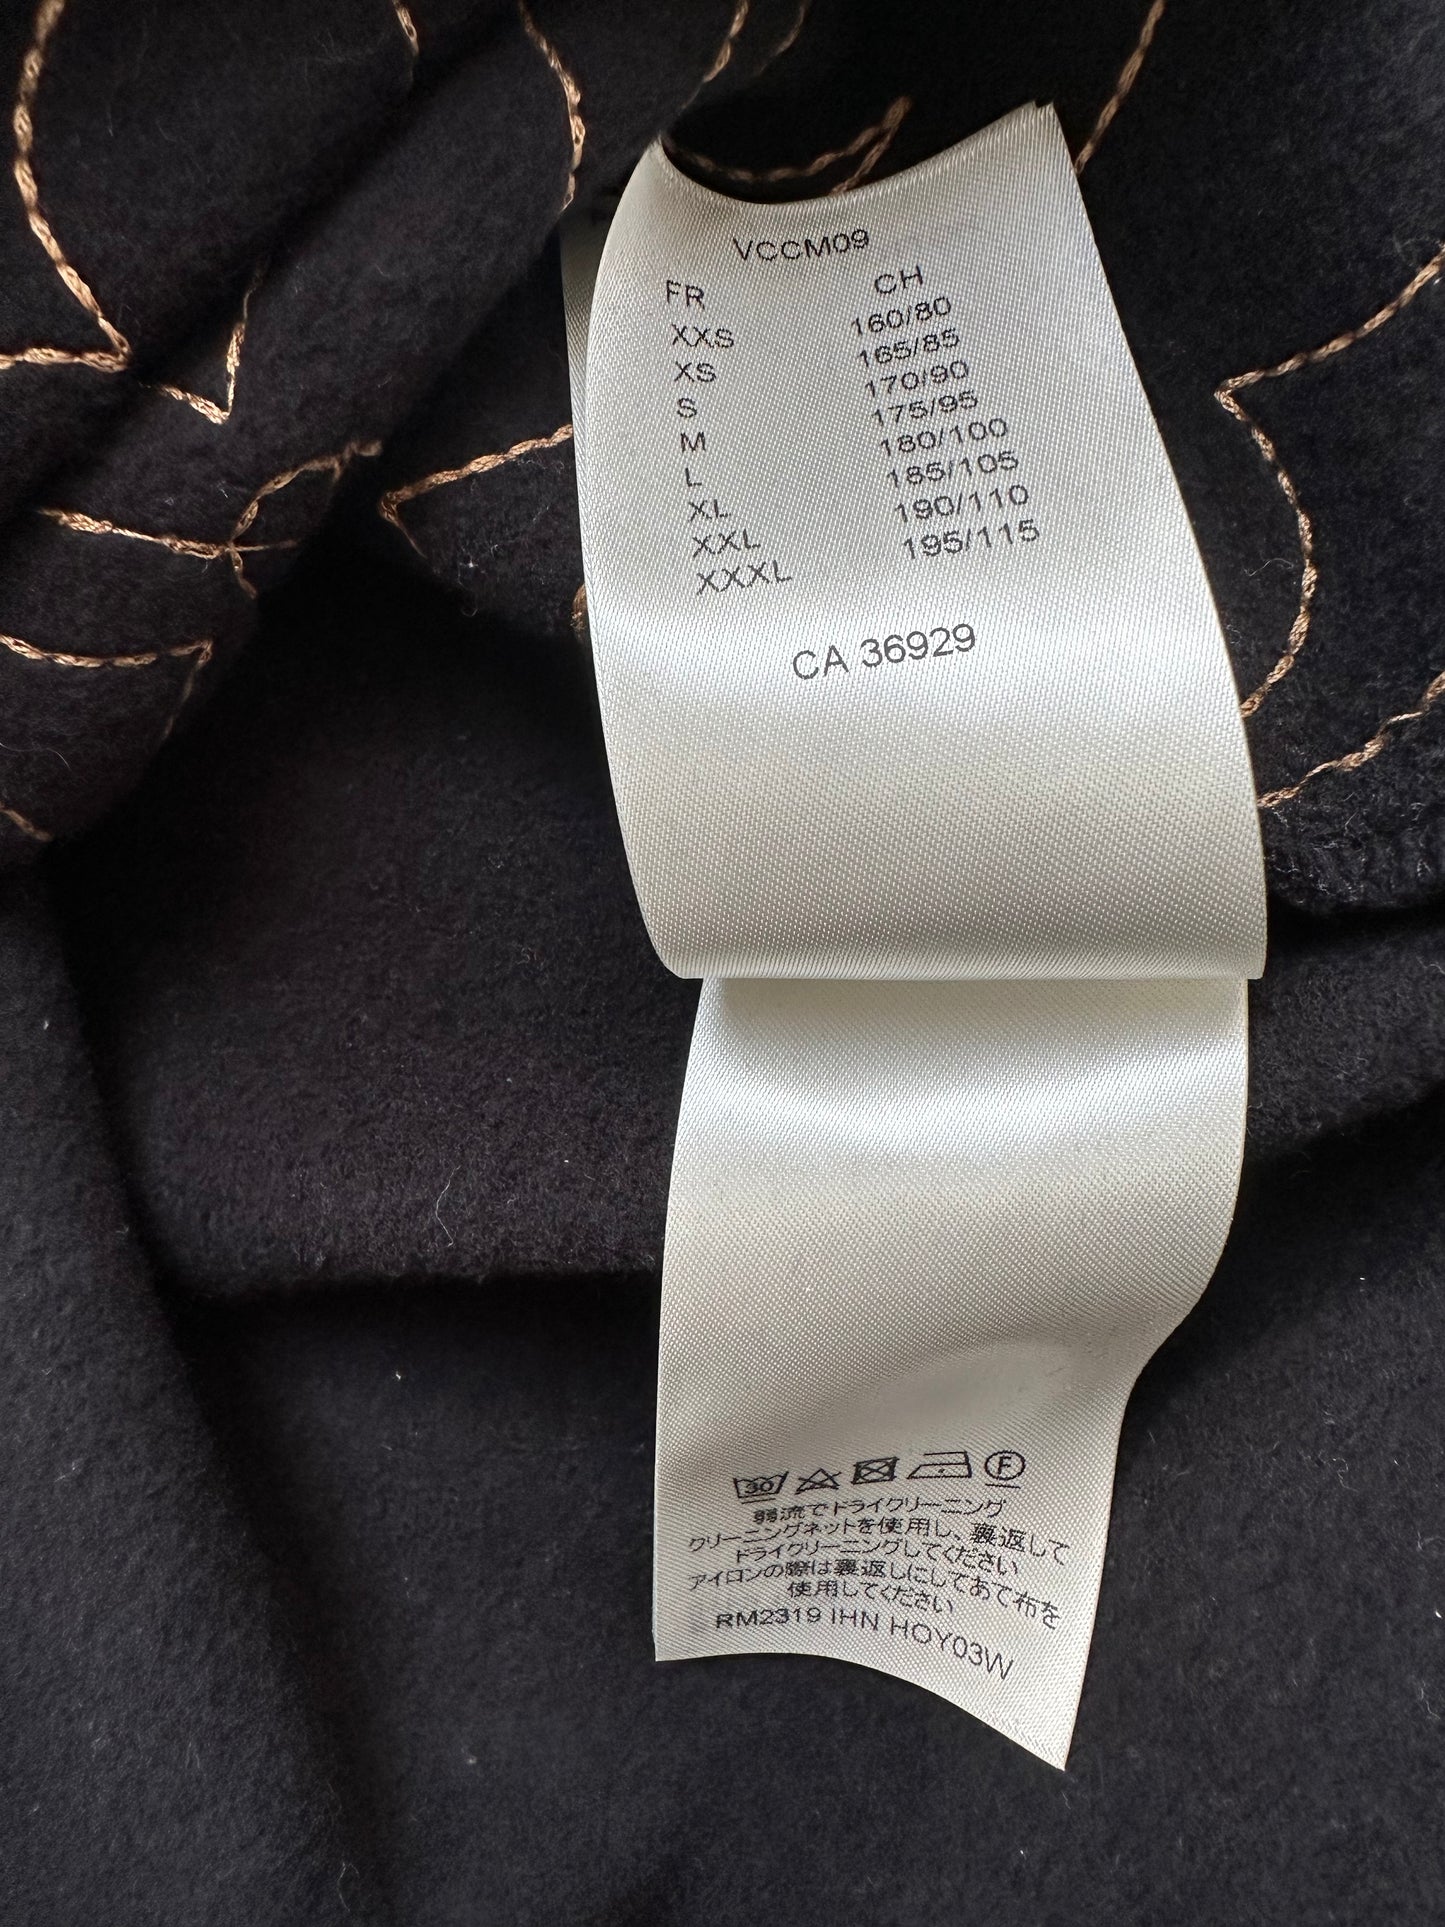 VCCM09
FR CH
XXS 160/80
XS 165/85
S 170/90
M 175/95
L 180/100
XL 185/105
XXL 190/110
XXXL 195/115
CA 36929
30 F
弱流でドライクリーニング
クリーニングネットを使用し、裏返して
ドライクリーニングしてください
アイロンの際は裏返しにしてあて布を
使用してください
RM2319 IHN HOY03W